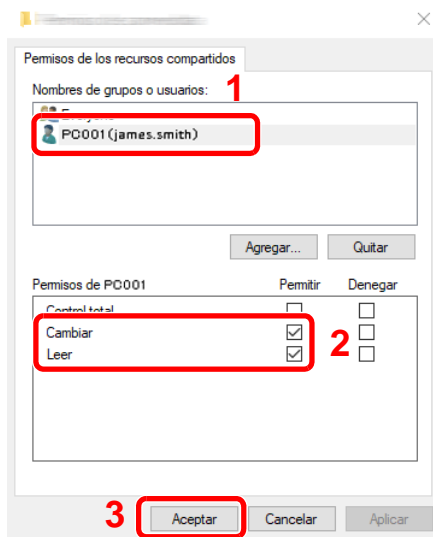 Permisos de los recursos compartidos
Nombres de grupos o usuarios:
1
PC001(james.smith)
Agregar...
Quitar
Permisos de PC001
Permitir
Denegar
Control total
Cambiar
Leer
2
3
Aceptar
Cancelar
Aplicar